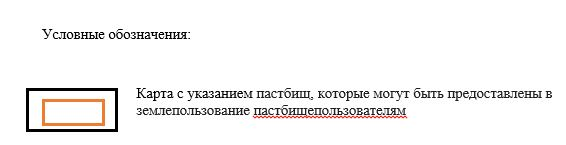 Условные обозначения:
Карта с указанием пастбищ, которые могут быть предоставлены в
землепользование пастбищепользователям